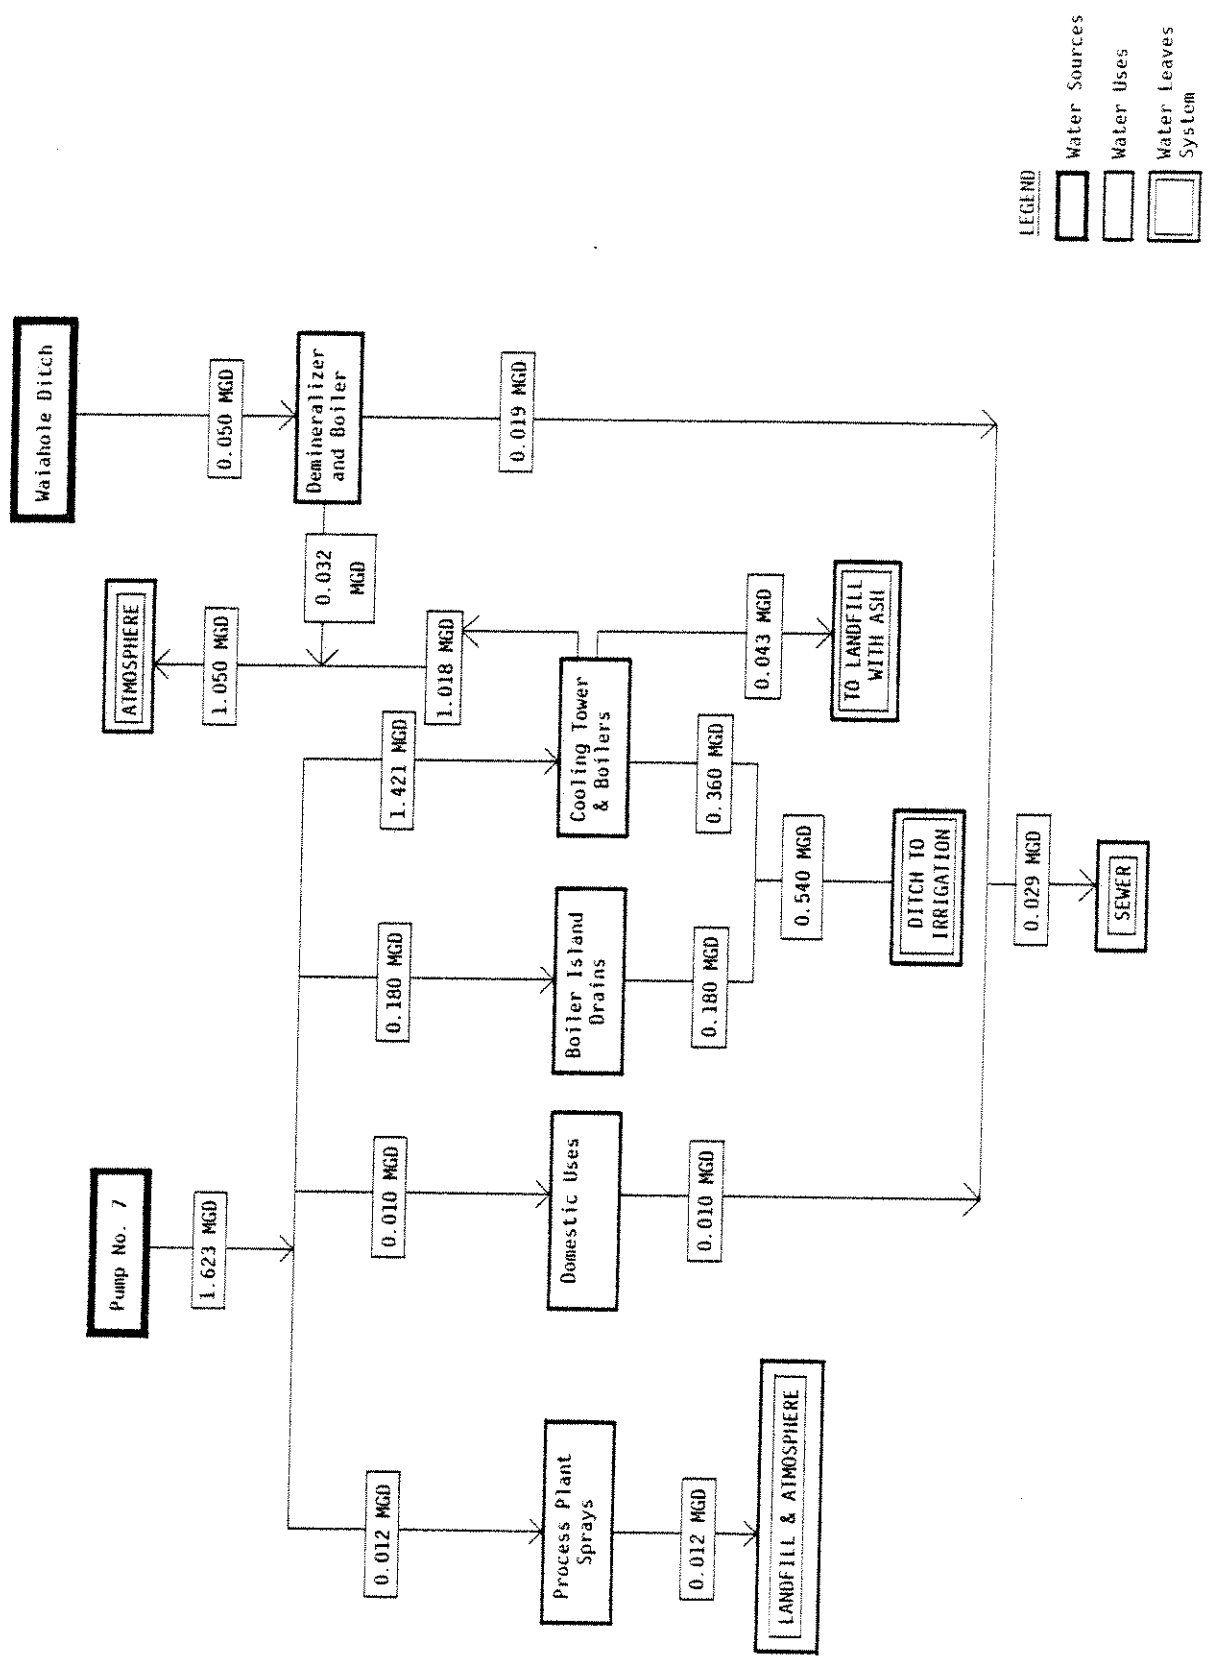 Waiahole Ditch
Pump No. 7
ATMOSPHERE
1.623 MGD
1.050 MGD
0.050 MGD
Demineralizer
and Boiler
0.032
MGD
0.012 MGD
0.010 MGD
0.180 MGD
1.421 MGD
1.018 MGD
0.019 MGD
Process Plant
Sprays
Domestic Uses
Boiler Island
Drains
Cooling Tower
& Boilers
0.012 MGD
0.010 MGD
0.180 MGD
0.360 MGD
0.043 MGD
LANDFILL & ATMOSPHERE
0.540 MGD
TO LANDFILL
WITH ASH
DITCH TO
IRRIGATION
0.029 MGD
SEWER
LEGEND
Water Sources
Water Uses
Water Leaves
System